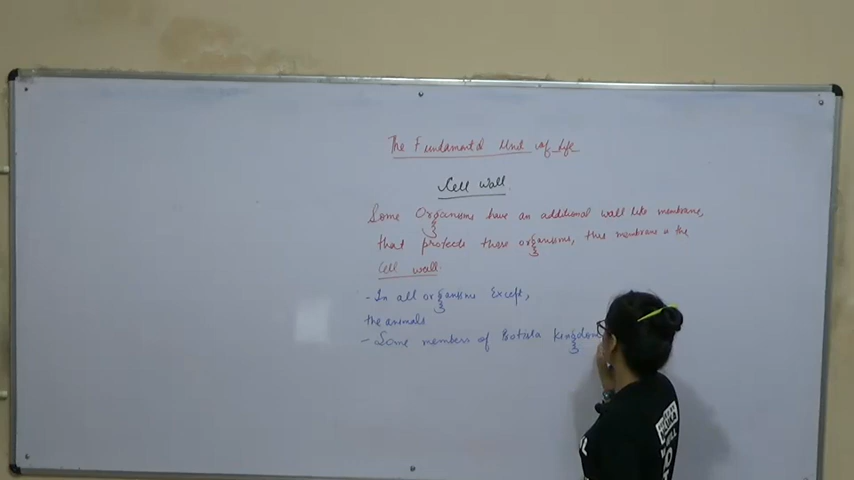 The Fundamental Unit of Life
Cell wall
Some Organisms have an additional wall like membrane,
that protects those organisms, this membrane is the
Cell wall.
- In all organisms Except,
the animals
- Some members of Protista kingdom